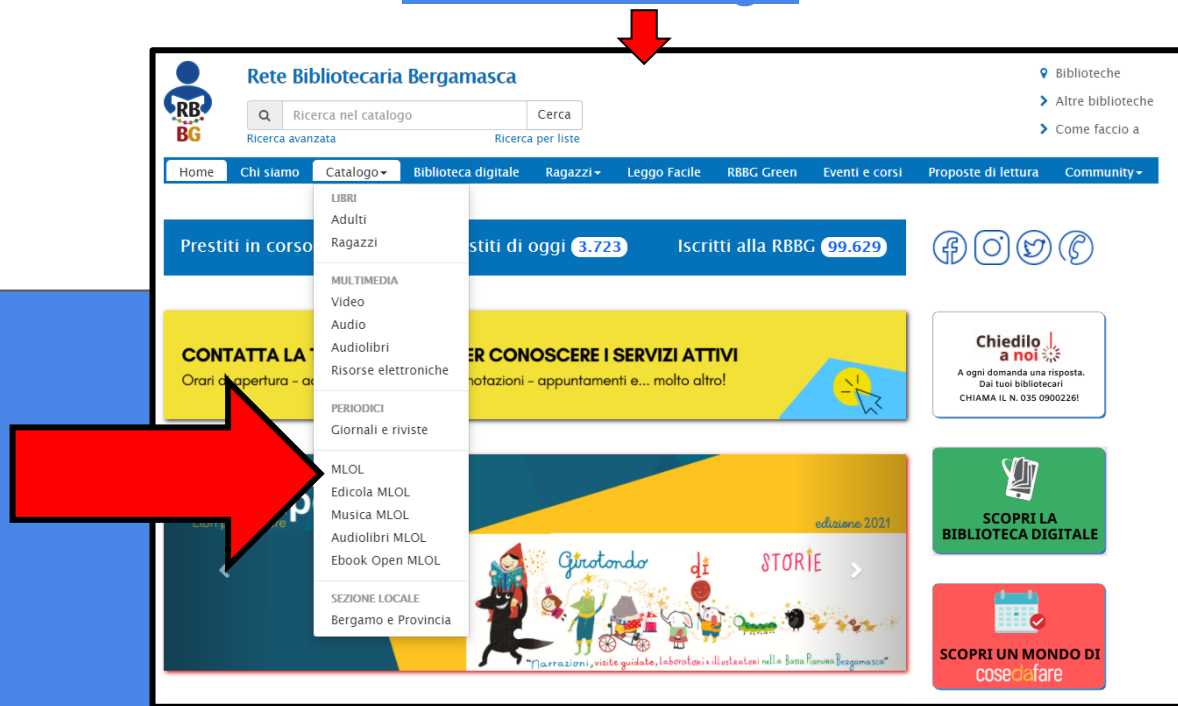 Rete Bibliotecaria Bergamasca
RB
BG
Ricerca nel catalogo
Cerca
Ricerca avanzata
Ricerca per liste
Biblioteche
Altre biblioteche
Come faccio a
Home Chi siamo Catalogo Biblioteca digitale Ragazzi Leggo Facile RBBG Green Eventi e corsi Proposte di lettura Community
LIBRI
Adulti
Ragazzi
MULTIMEDIA
Video
Audio
Audiolibri
Risorse elettroniche
PERIODICI
Giornali e riviste
MLOL
Edicola MLOL
Musica MLOL
Audiolibri MLOL
Ebook Open MLOL
SEZIONE LOCALE
Bergamo e Provincia
Prestiti in corso di oggi 3.723 Iscritti alla RBBG 99.629
CONTATTA LA CONOSCERE I SERVIZI ATTIVI
Orari appuntamenti e... molto altro!
edizione 2021
Girotondo di STORIE
"Narrazioni, visite guidate, laboratori e illustratori nella Bassa Pianura Bergamasca"
Chiedilo
a noi
A ogni domanda una risposta.
Dai tuoi bibliotecari
CHIAMA IL N. 035 0900226!
SCOPRI LA
BIBLIOTECA DIGITALE
SCOPRI UN MONDO DI
cosedafare